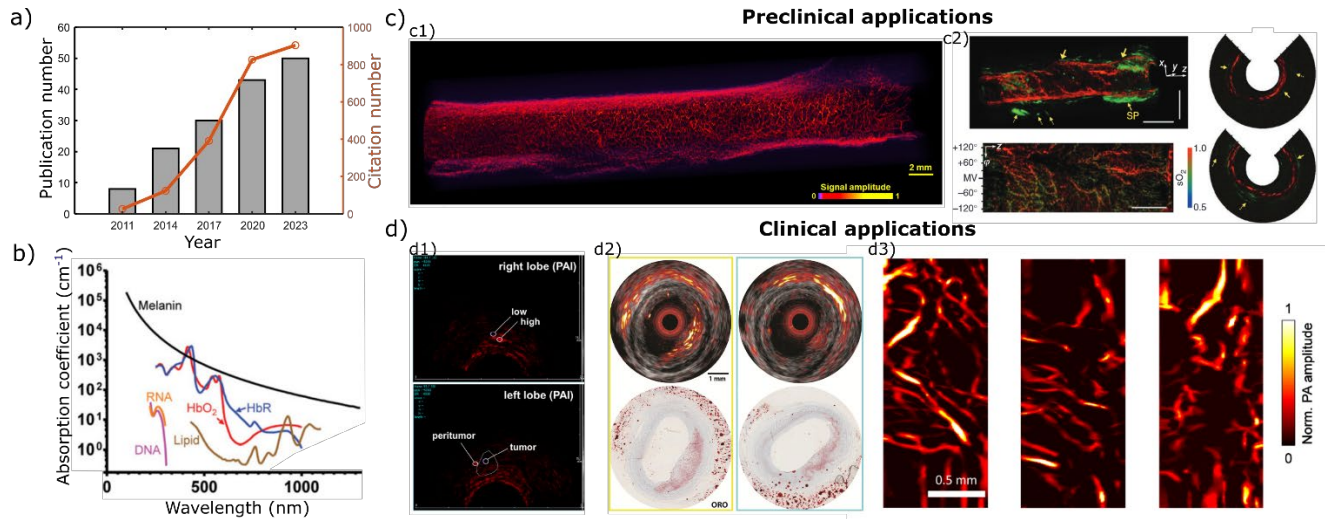 a)
Publication number
60
50
40
30
20
10
0
2011 2014 2017 2020 2023
Year
1000
800
600
400
200
0
Citation number
b)
Absorption coefficient (cm⁻¹)
10⁶
10⁵
10⁴
10³
10²
10¹
10⁰
Melanin
RNA
DNA
HbO₂
HbR
Lipid
0 500 1000
Wavelength (nm)
Preclinical applications
c)
c1)
2 mm
Signal amplitude
0 1
c2)
x y z
SP
z
φ
+120°
+60°
MV
−60°
−120°
1.0
sO₂
0.5
Clinical applications
d)
d1)
right lobe (PAI)
low
high
left lobe (PAI)
peritumor
tumor
d2)
1 mm
ORO
d3)
0.5 mm
1
Norm. PA amplitude
0